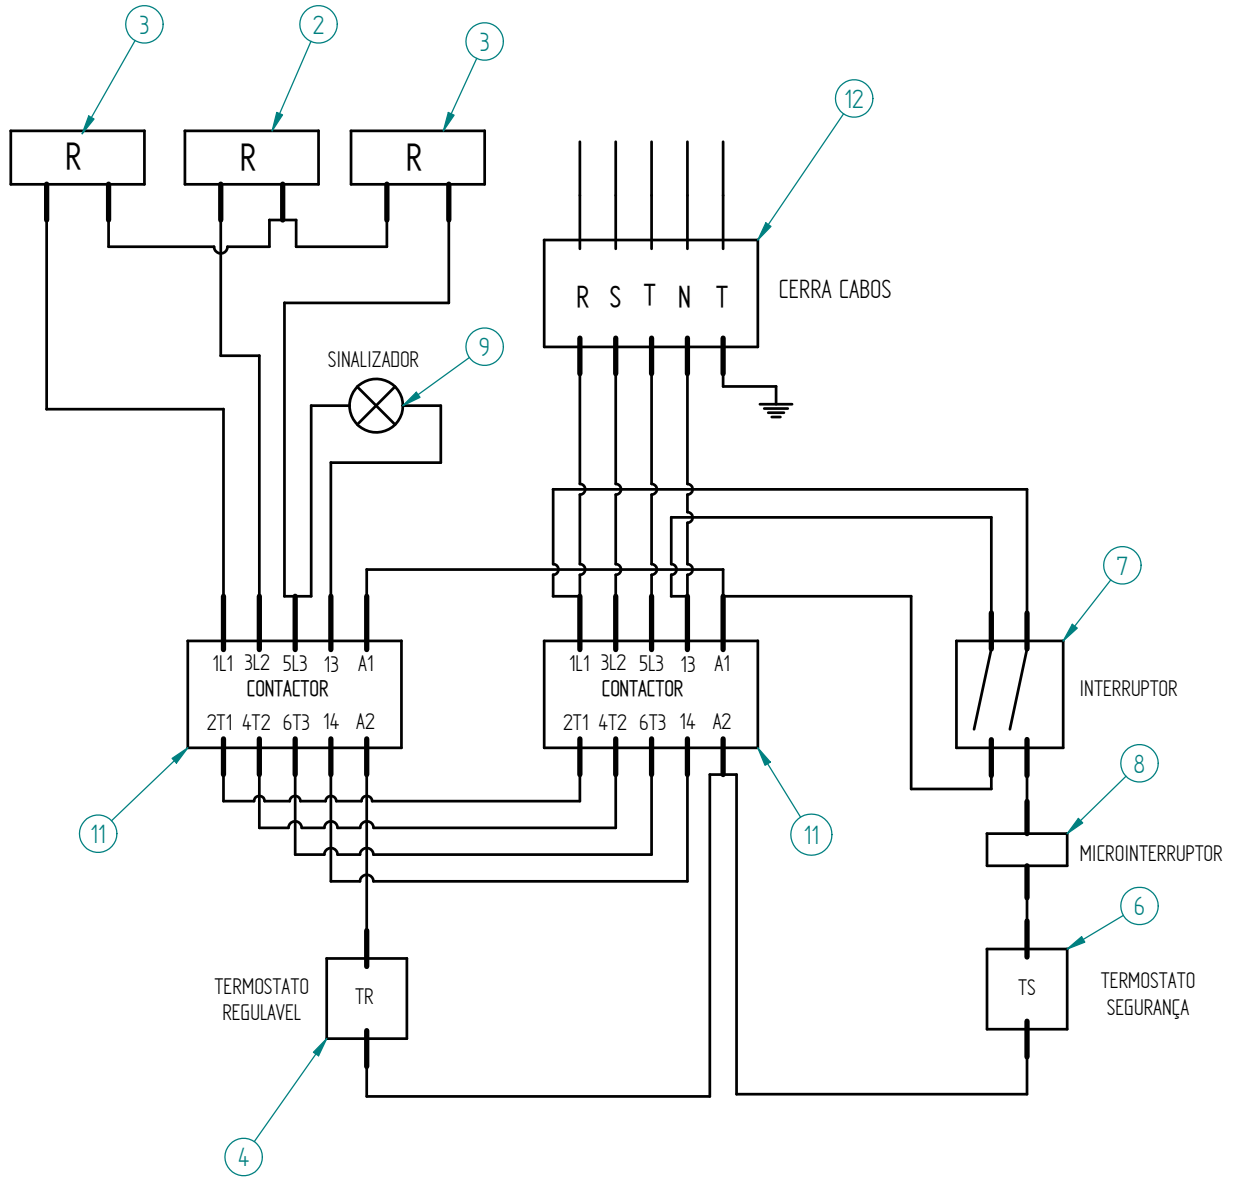 3
2
3
12
R
R
R
R S T N T
CERRA CABOS
9
SINALIZADOR
7
1L1 3L2 5L3 13 A1
CONTACTOR
2T1 4T2 6T3 14 A2
1L1 3L2 5L3 13 A1
CONTACTOR
2T1 4T2 6T3 14 A2
INTERRUPTOR
8
11
11
MICROINTERRUPTOR
6
TERMOSTATO
REGULAVEL
TR
TS
TERMOSTATO
SEGURANÇA
4